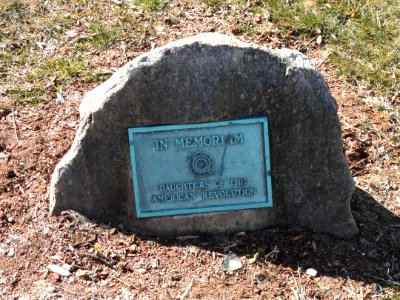 IN MEMORIAM
DAUGHTERS OF THE
AMERICAN REVOLUTION